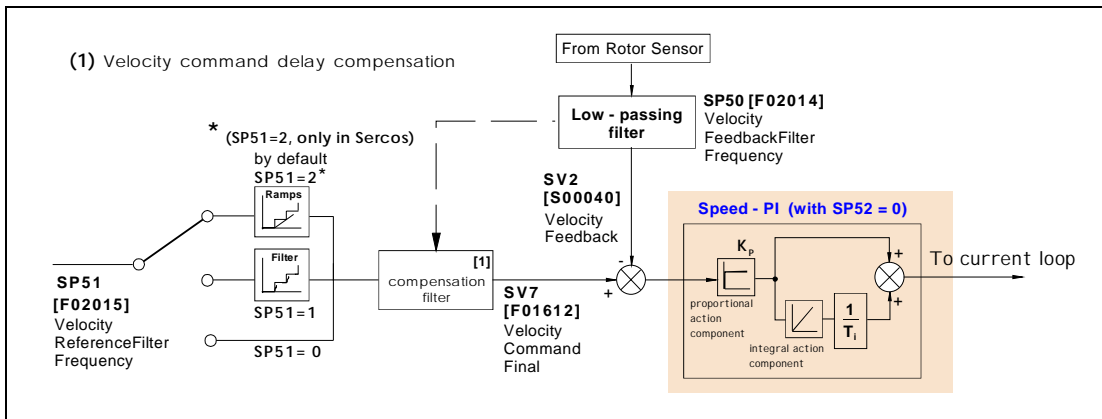 (1) Velocity command delay compensation
From Rotor Sensor
Low - passing
filter
SP50 [F02014]
Velocity
FeedbackFilter
Frequency
* (SP51=2, only in Sercos)
by default
SP51=2*
Ramps
SV2
[S00040]
Velocity
Feedback
Filter
SP51=1
SP51= 0
SP51
[F02015]
Velocity
ReferenceFilter
Frequency
[1]
compensation
filter
SV7
[F01612]
Velocity
Command
Final
-
+
Speed - PI (with SP52 = 0)
KP
proportional
action
component
integral action
component
1
Ti
+
+
To current loop